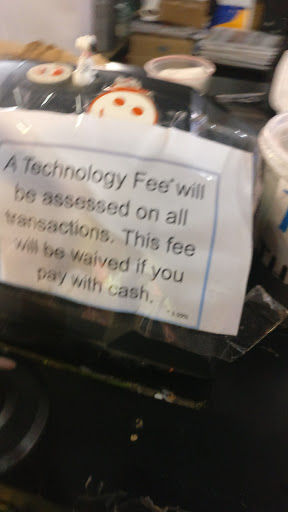 A Technology Fee* will
be assessed on all
transactions. This fee
will be waived if you
pay with cash.